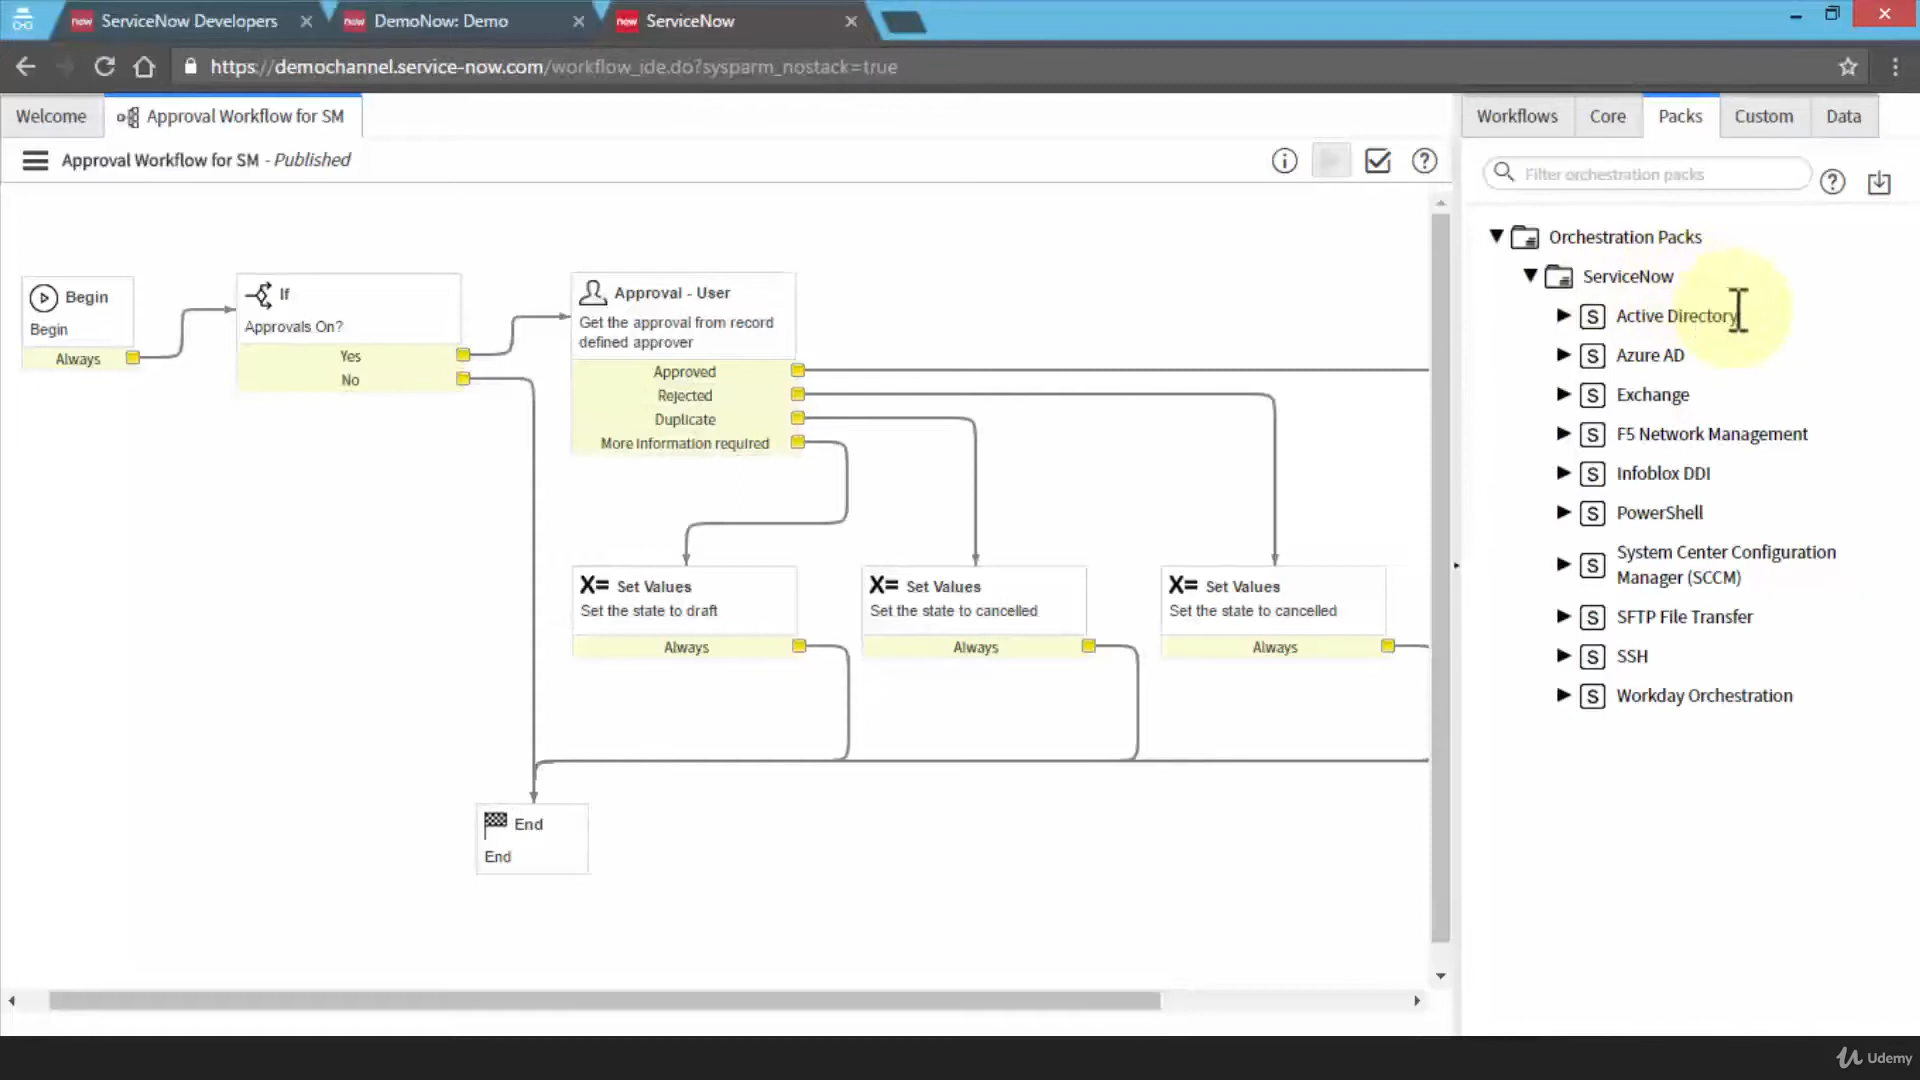 now ServiceNow Developers
now DemoNow: Demo
now ServiceNow
https://demochannel.service-now.com/workflow_ide.do?sysparm_nostack=true
Welcome
Approval Workflow for SM
Workflows
Core
Packs
Custom
Data
Approval Workflow for SM - Published
Filter orchestration packs
Begin
Begin
Always
If
Approvals On?
Yes
No
Approval - User
Get the approval from record
defined approver
Approved
Rejected
Duplicate
More information required
X= Set Values
Set the state to draft
Always
X= Set Values
Set the state to cancelled
Always
X= Set Values
Set the state to cancelled
Always
End
End
Orchestration Packs
ServiceNow
S Active Directory
S Azure AD
S Exchange
S F5 Network Management
S Infoblox DDI
S PowerShell
S System Center Configuration
Manager (SCCM)
S SFTP File Transfer
S SSH
S Workday Orchestration
Udemy